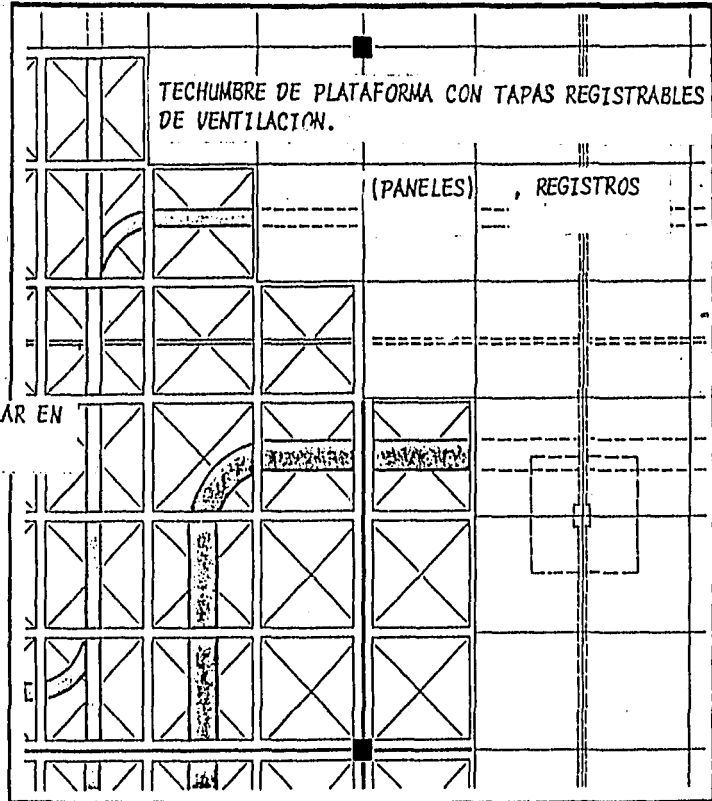 TECHUMBRE DE PLATAFORMA CON TAPAS REGISTRABLES
DE VENTILACION.
(PANELES) , REGISTROS
AR EN